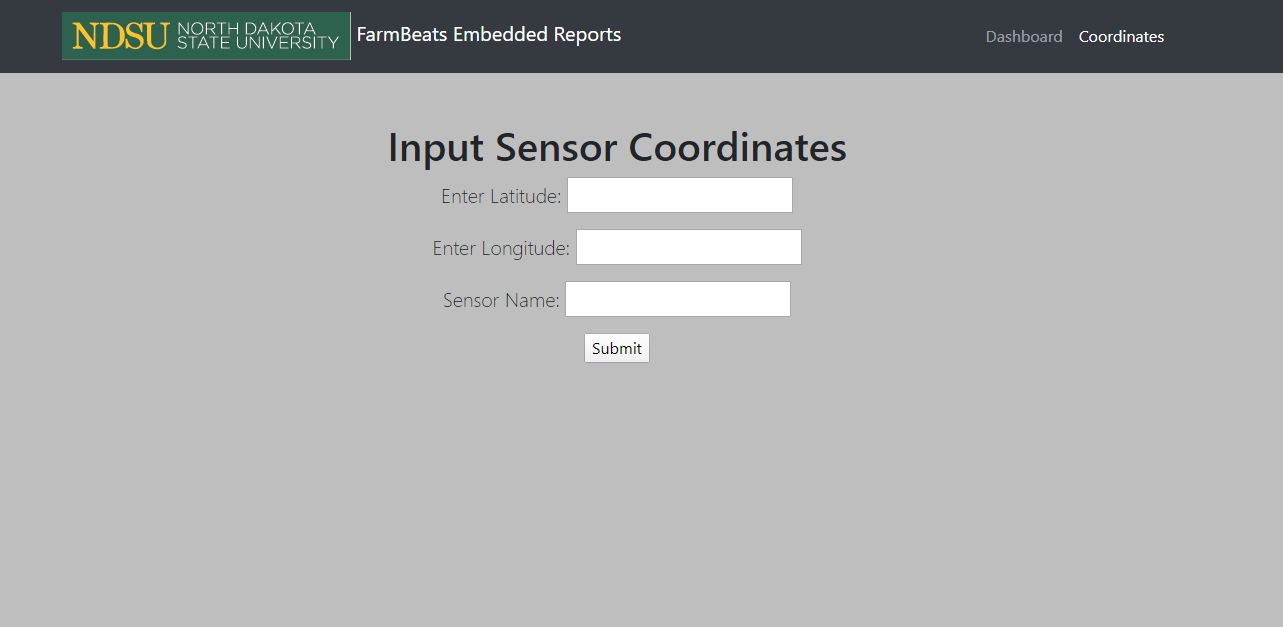 NDSU NORTH DAKOTA STATE UNIVERSITY FarmBeats Embedded Reports Dashboard Coordinates
Input Sensor Coordinates
Enter Latitude:
Enter Longitude:
Sensor Name:
Submit